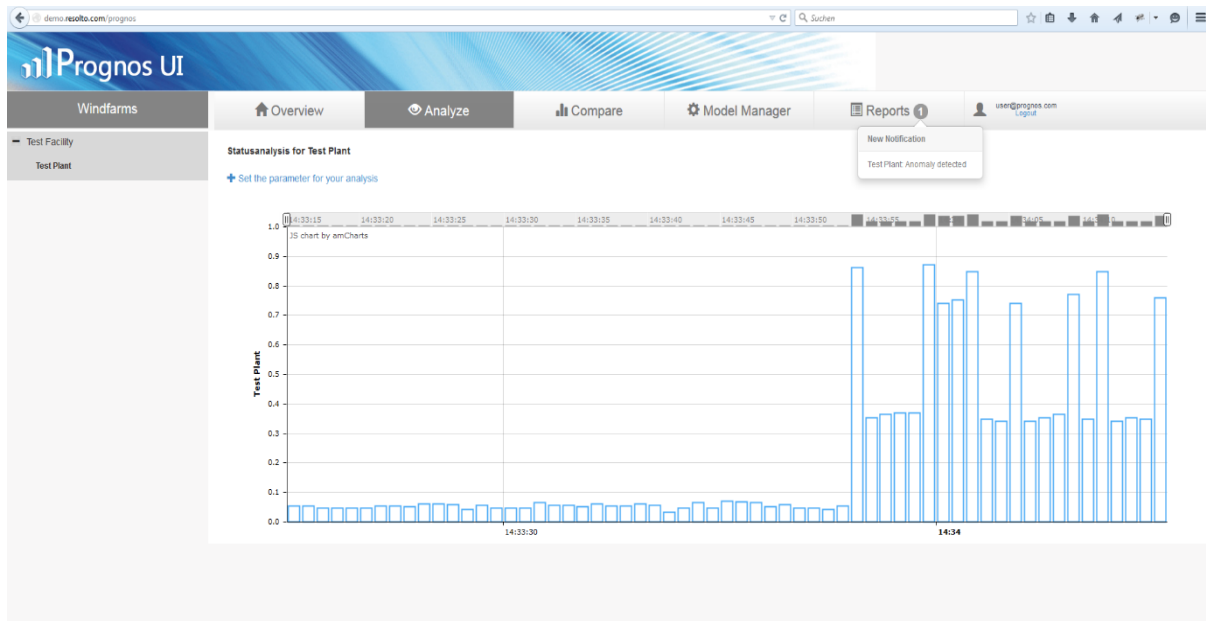 demo.resolto.com/prognos
Suchen
Prognos UI
Windfarms
Overview
Analyze
Compare
Model Manager
Reports 1
user@prognos.com
Logout
Test Facility
Test Plant
New Notification
Test Plant: Anomaly detected
Statusanalysis for Test Plant
Set the parameter for your analysis
14:33:15 14:33:20 14:33:25 14:33:30 14:33:35 14:33:40 14:33:45 14:33:50 14:33:55
JS chart by amCharts
1.0
0.9
0.8
0.7
0.6
0.5
0.4
0.3
0.2
0.1
0.0
Test Plant
14:33:30 14:34